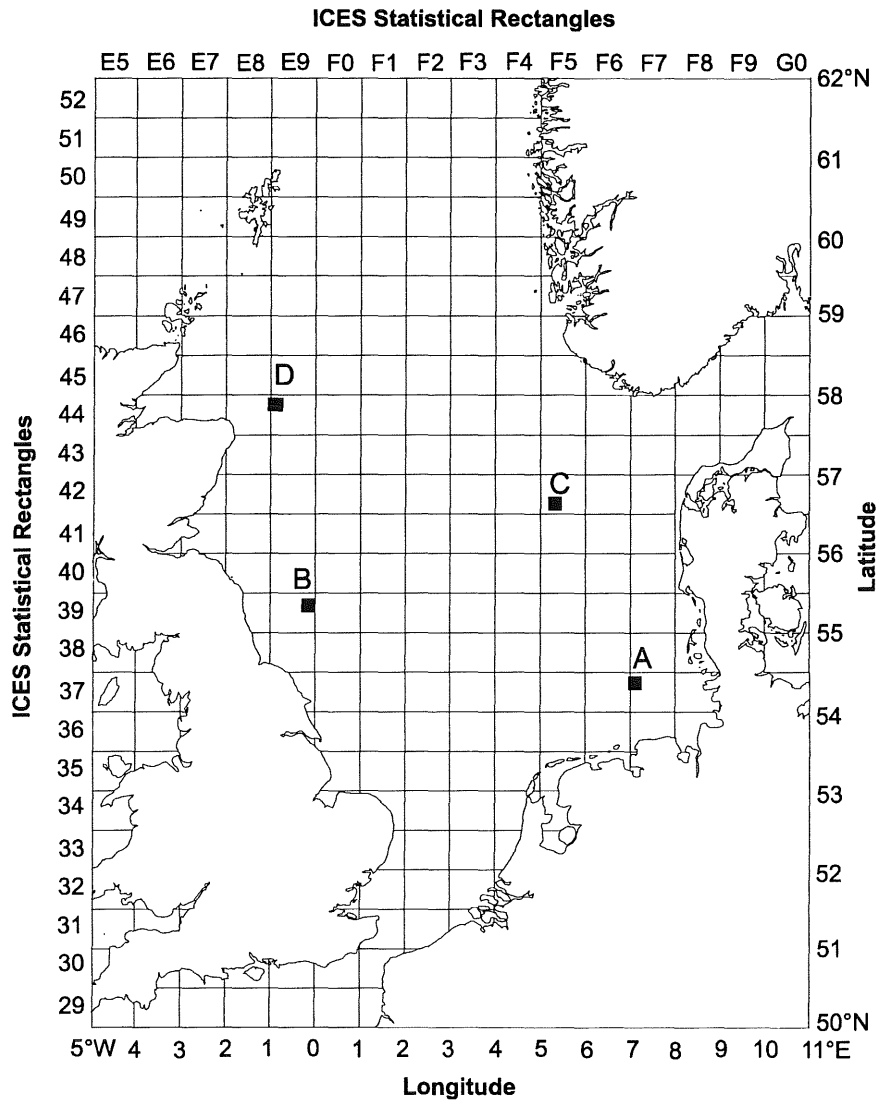 ICES Statistical Rectangles
E5 E6 E7 E8 E9 F0 F1 F2 F3 F4 F5 F6 F7 F8 F9 G0
62°N
52
51
61
50
49
60
48
47
59
46
45
D
58
44
43
57
42
C
41
56
40
B
39
55
38
A
37
54
36
35
53
34
33
52
32
31
51
30
29
50°N
ICES Statistical Rectangles
Latitude
5°W 4 3 2 1 0 1 2 3 4 5 6 7 8 9 10 11°E
Longitude